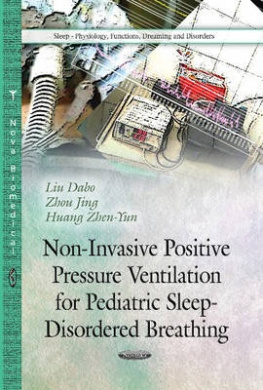 Sleep - Physiology, Functions, Dreaming and Disorders
Nova Biomedical
Liu Dabo
Zhou Jing
Huang Zhen-Yun
Non-Invasive Positive
Pressure Ventilation
for Pediatric Sleep-
Disordered Breathing